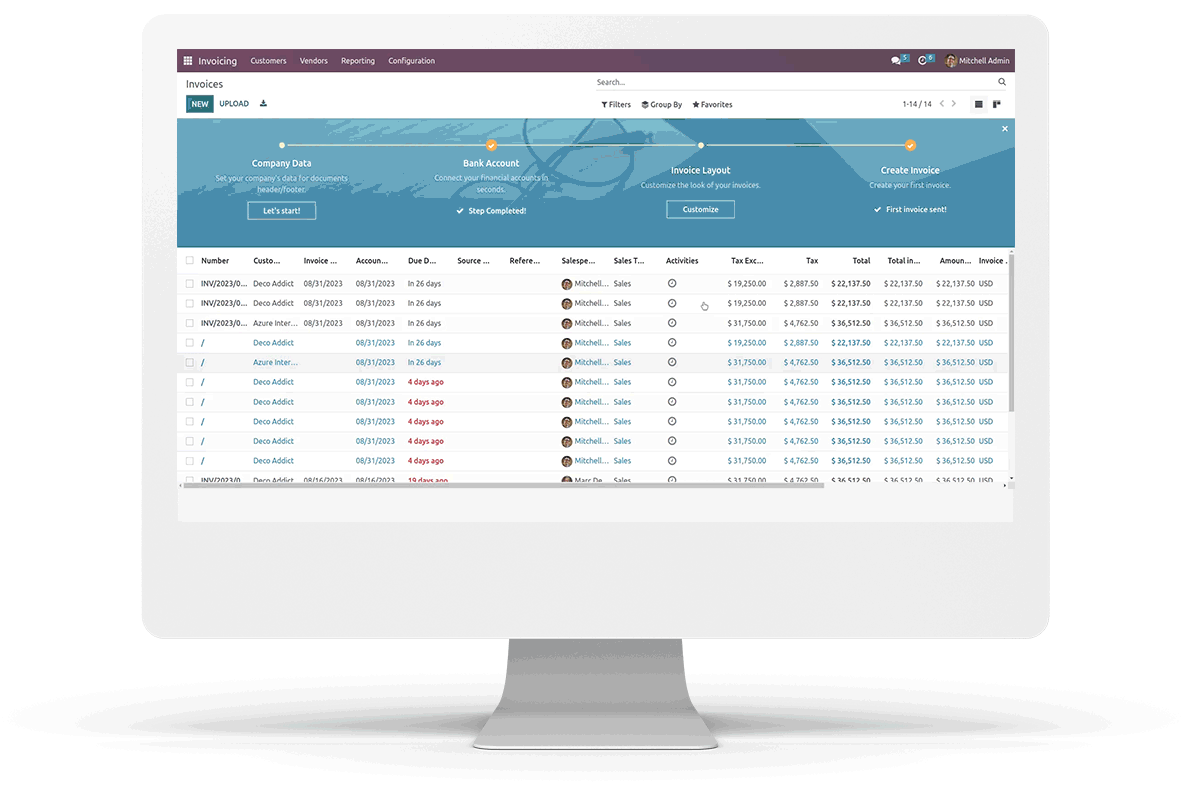 Invoicing Customers Vendors Reporting Configuration 5 6 Mitchell Admin
Invoices Search...
NEW UPLOAD Filters Group By Favorites 1-14 / 14
Company Data
Set your company's data for documents
header/footer.
Let's start!
Bank Account
Connect your financial accounts in
seconds.
Step Completed!
Invoice Layout
Customize the look of your invoices.
Customize
Create Invoice
Create your first invoice.
First invoice sent!
Number Custo... Invoice ... Accoun... Due D... Source ... Refere... Salespe... Sales T... Activities Tax Exc... Tax Total Total in... Amoun... Invoice .
INV/2023/0... Deco Addict 08/31/2023 08/31/2023 In 26 days Mitchell... Sales $ 19,250.00 $ 2,887.50 $ 22,137.50 $ 22,137.50 $ 22,137.50 USD
INV/2023/0... Deco Addict 08/31/2023 08/31/2023 In 26 days Mitchell... Sales $ 19,250.00 $ 2,887.50 $ 22,137.50 $ 22,137.50 $ 22,137.50 USD
INV/2023/0... Azure Inter... 08/31/2023 08/31/2023 In 26 days Mitchell... Sales $ 31,750.00 $ 4,762.50 $ 36,512.50 $ 36,512.50 $ 36,512.50 USD
/ Deco Addict 08/31/2023 In 26 days Mitchell... Sales $ 19,250.00 $ 2,887.50 $ 22,137.50 $ 22,137.50 $ 22,137.50 USD
/ Azure Inter... 08/31/2023 In 26 days Mitchell... Sales $ 31,750.00 $ 4,762.50 $ 36,512.50 $ 36,512.50 $ 36,512.50 USD
/ Deco Addict 08/31/2023 4 days ago Mitchell... Sales $ 31,750.00 $ 4,762.50 $ 36,512.50 $ 36,512.50 $ 36,512.50 USD
/ Deco Addict 08/31/2023 4 days ago Mitchell... Sales $ 31,750.00 $ 4,762.50 $ 36,512.50 $ 36,512.50 $ 36,512.50 USD
/ Deco Addict 08/31/2023 4 days ago Mitchell... Sales $ 31,750.00 $ 4,762.50 $ 36,512.50 $ 36,512.50 $ 36,512.50 USD
/ Deco Addict 08/31/2023 4 days ago Mitchell... Sales $ 31,750.00 $ 4,762.50 $ 36,512.50 $ 36,512.50 $ 36,512.50 USD
/ Deco Addict 08/31/2023 4 days ago Mitchell... Sales $ 31,750.00 $ 4,762.50 $ 36,512.50 $ 36,512.50 $ 36,512.50 USD
INV/2023/0... Deco Addict 08/16/2023 08/16/2023 19 days ago Marc De... Sales $ 31,750.00 $ 4,762.50 $ 36,512.50 $ 36,512.50 $ 36,512.50 USD